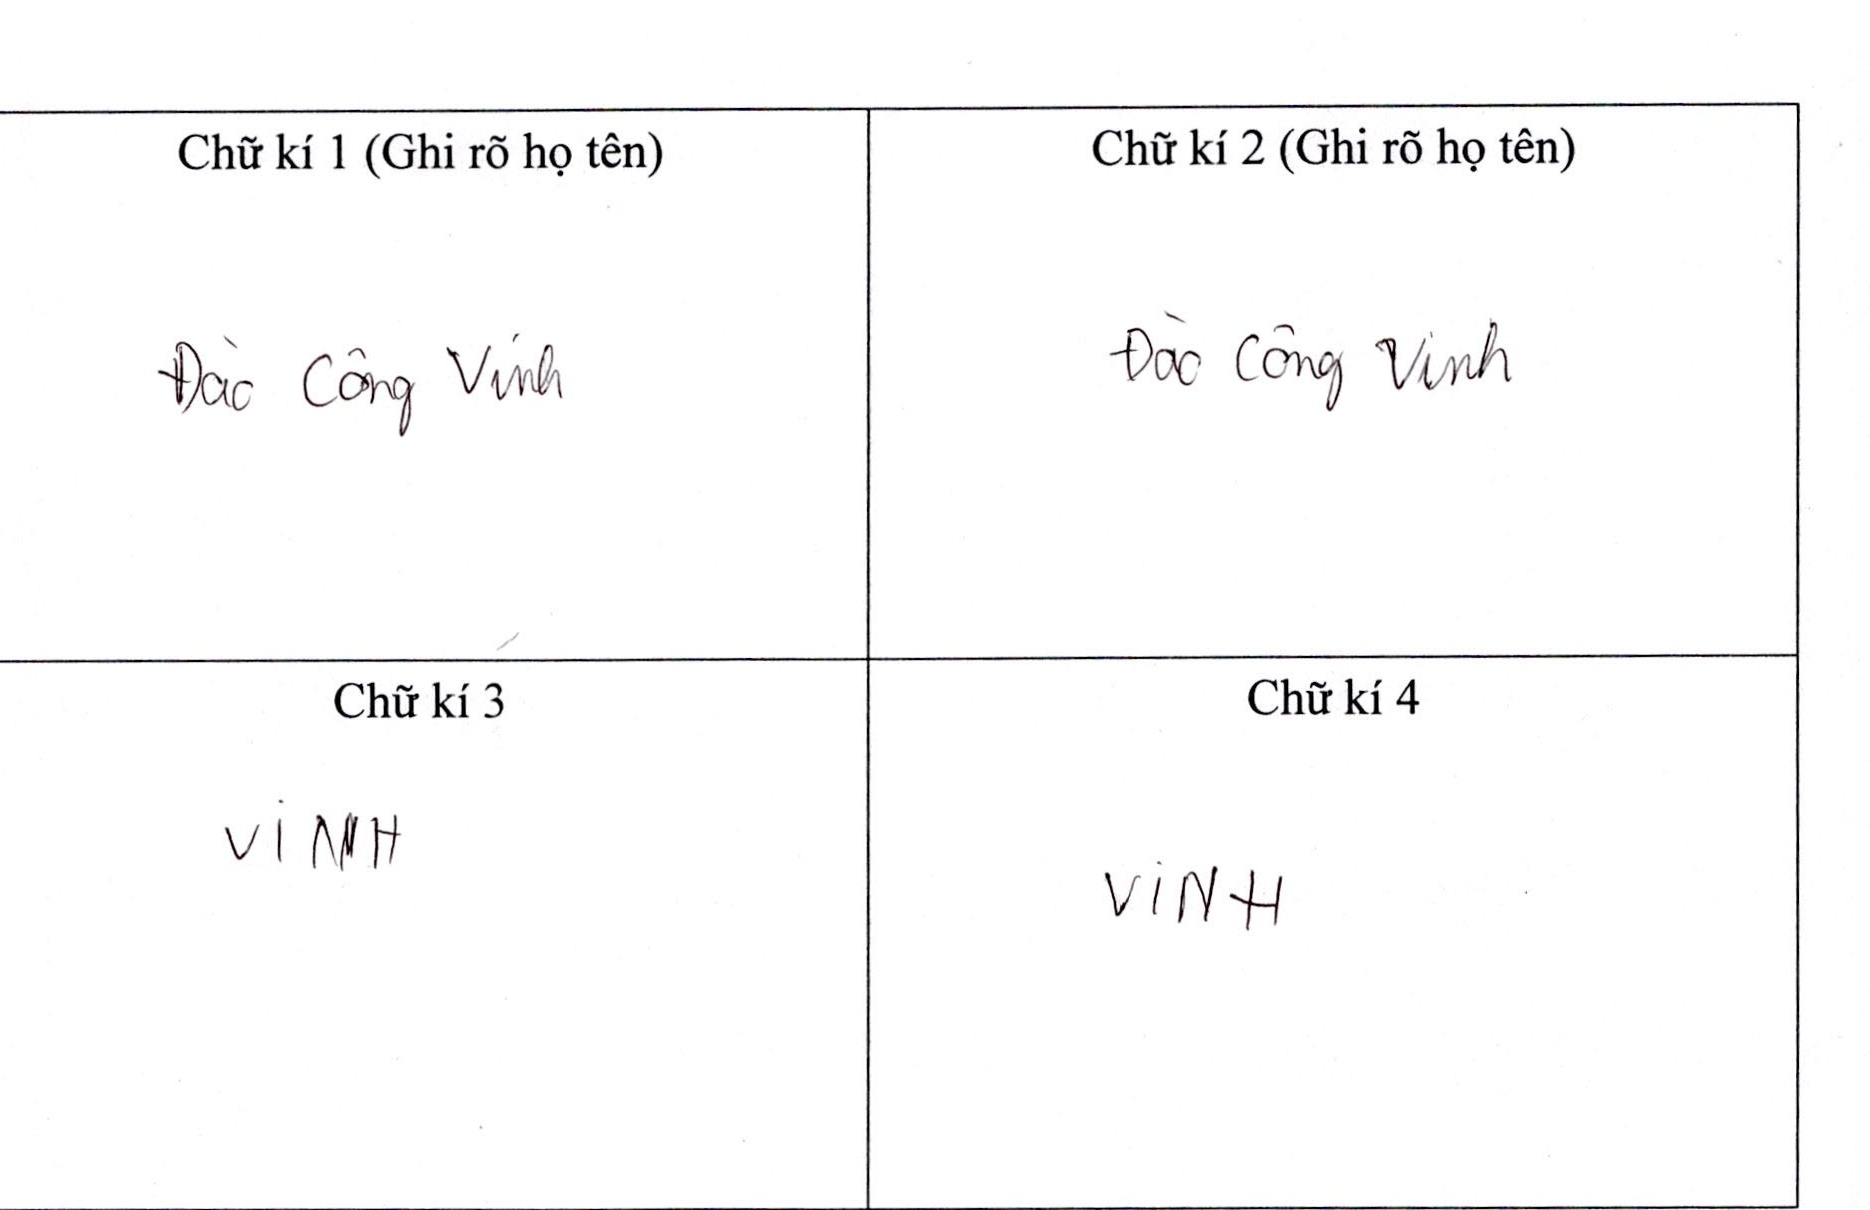 Chữ kí 1 (Ghi rõ họ tên)
Chữ kí 2 (Ghi rõ họ tên)
Đào Công Vinh
Đào Công Vinh
Chữ kí 3
Chữ kí 4
ViNH
ViNH